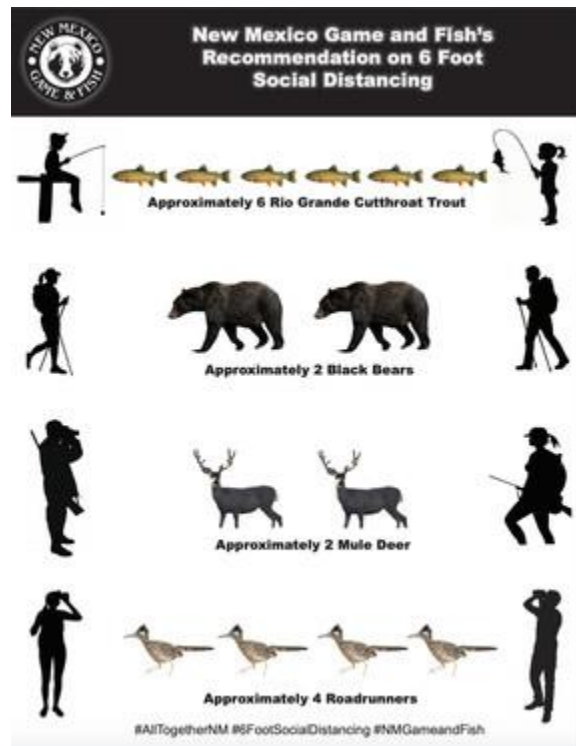 NEW MEXICO
GAME & FISH
New Mexico Game and Fish's
Recommendation on 6 Foot
Social Distancing
Approximately 6 Rio Grande Cutthroat Trout
Approximately 2 Black Bears
Approximately 2 Mule Deer
Approximately 4 Roadrunners
#AllTogetherNM #6FootSocialDistancing #NMGameandFish